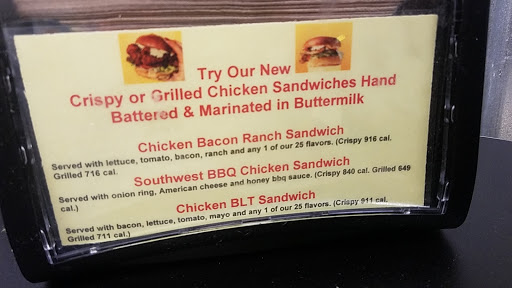 Try Our New
Crispy or Grilled Chicken Sandwiches Hand
Battered & Marinated in Buttermilk
Chicken Bacon Ranch Sandwich
Served with lettuce, tomato, bacon, ranch and any 1 of our 25 flavors. (Crispy 916 cal.
Grilled 716 cal.
Southwest BBQ Chicken Sandwich
Served with onion ring, American cheese and honey bbq sauce. (Crispy 840 cal. Grilled 649
cal.)
Chicken BLT Sandwich
Served with bacon, lettuce, tomato, mayo and any 1 of our 25 flavors. (Crispy 911 cal.
Grilled 711 cal.)